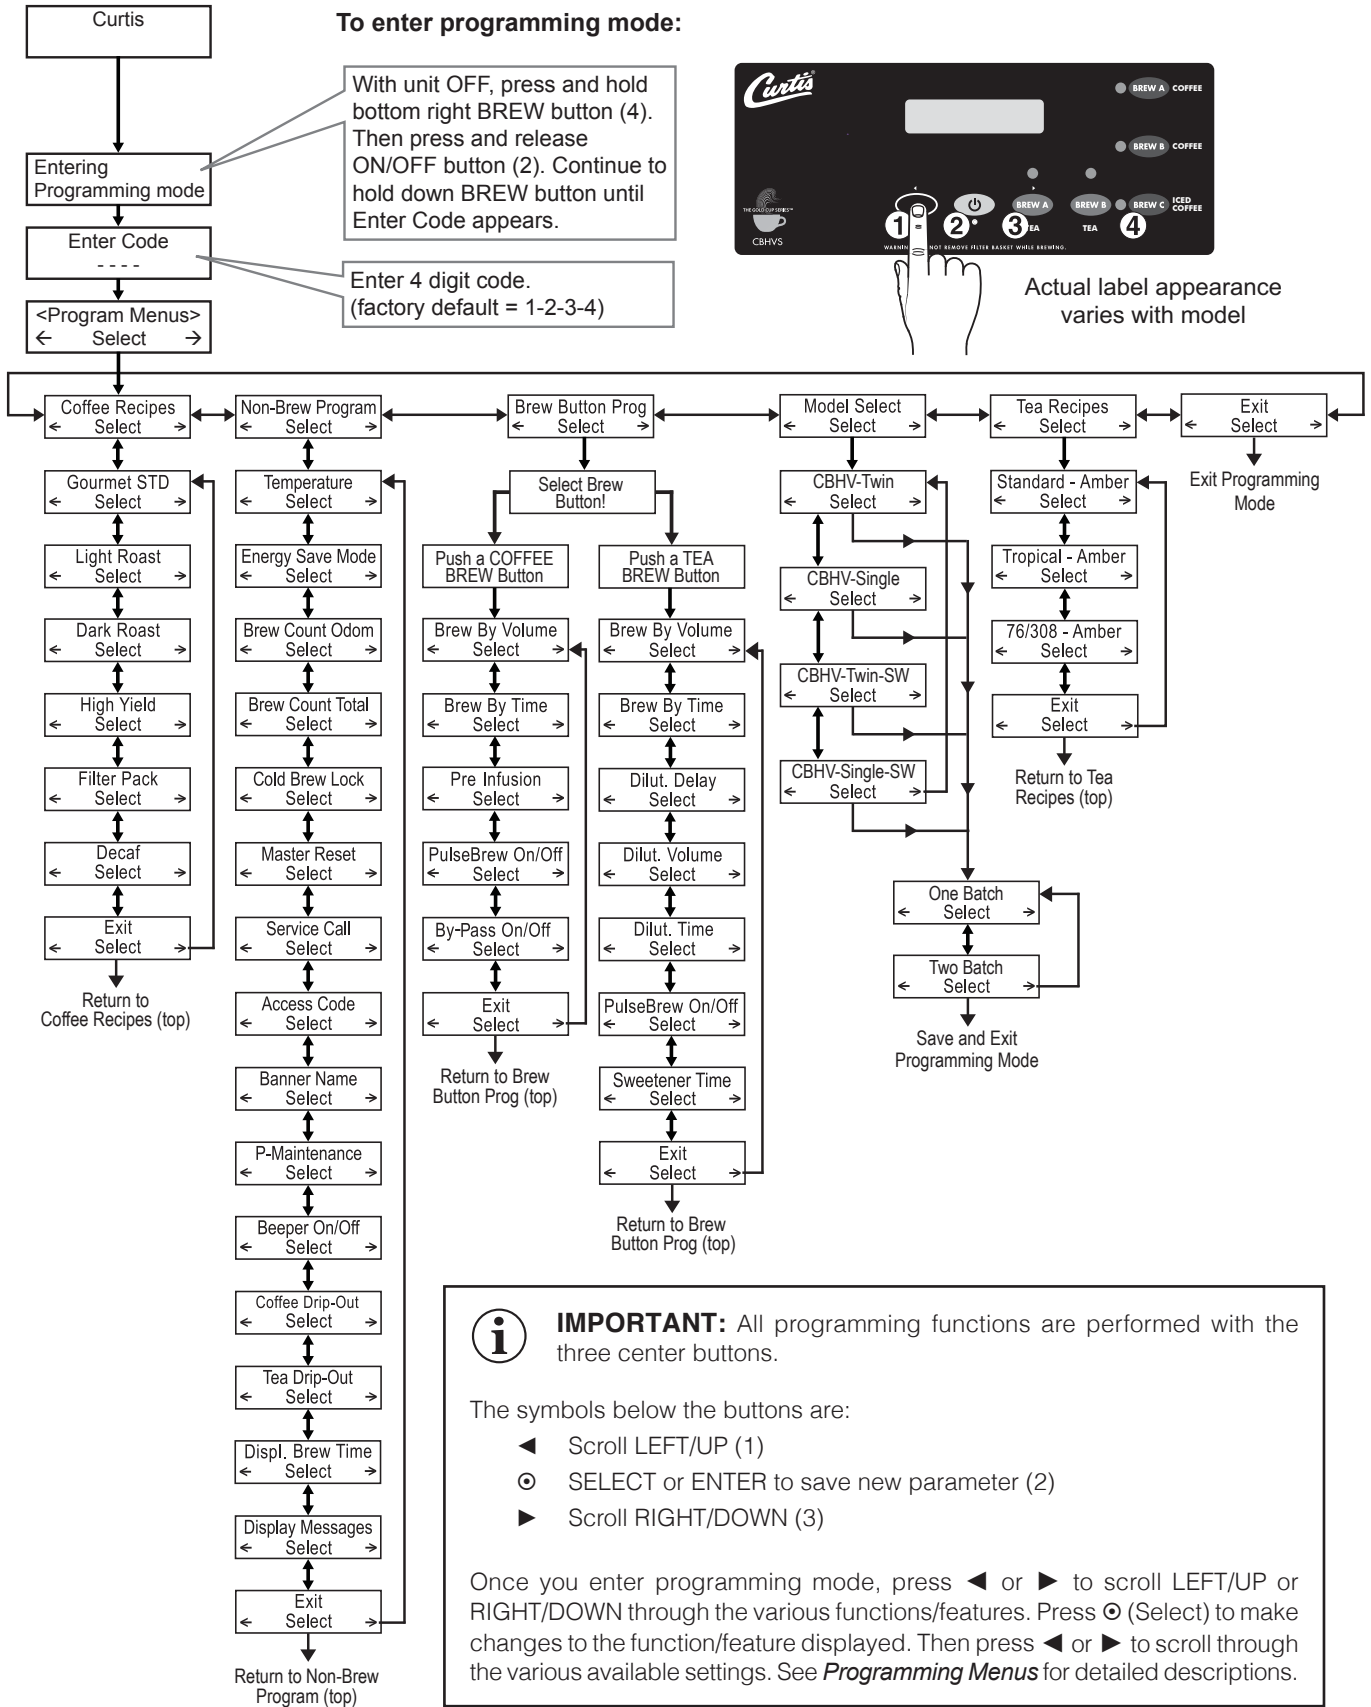 Curtis
To enter programming mode:
With unit OFF, press and hold
bottom right BREW button (4).
Then press and release
ON/OFF button (2). Continue to
hold down BREW button until
Enter Code appears.
Entering
Programming mode
Enter Code
- - - -
Enter 4 digit code.
(factory default = 1-2-3-4)
<Program Menus>
← Select →
Curtis
BREW A COFFEE
BREW B COFFEE
BREW A
BREW B
BREW C ICED
COFFEE
1 2 3 4
TEA
TEA
THE GOLD CUP SERIES™
CBHVS
NOT REMOVE FILTER BASKET WHILE BREWING.
Actual label appearance
varies with model
Coffee Recipes
← Select →
Gourmet STD
← Select →
Light Roast
← Select →
Dark Roast
← Select →
High Yield
← Select →
Filter Pack
← Select →
Decaf
← Select →
Exit
← Select →
Return to
Coffee Recipes (top)
Non-Brew Program
← Select →
Temperature
← Select →
Energy Save Mode
← Select →
Brew Count Odom
← Select →
Brew Count Total
← Select →
Cold Brew Lock
← Select →
Master Reset
← Select →
Service Call
← Select →
Access Code
← Select →
Banner Name
← Select →
P-Maintenance
← Select →
Beeper On/Off
← Select →
Coffee Drip-Out
← Select →
Tea Drip-Out
← Select →
Displ. Brew Time
← Select →
Display Messages
← Select →
Exit
← Select →
Return to Non-Brew
Program (top)
Brew Button Prog
← Select →
Select Brew
Button!
Push a COFFEE
BREW Button
Brew By Volume
← Select →
Brew By Time
← Select →
Pre Infusion
← Select →
PulseBrew On/Off
← Select →
By-Pass On/Off
← Select →
Exit
← Select →
Return to Brew
Button Prog (top)
Push a TEA
BREW Button
Brew By Volume
← Select →
Brew By Time
← Select →
Dilut. Delay
← Select →
Dilut. Volume
← Select →
Dilut. Time
← Select →
PulseBrew On/Off
← Select →
Sweetener Time
← Select →
Exit
← Select →
Return to Brew
Button Prog (top)
Model Select
← Select →
CBHV-Twin
← Select →
CBHV-Single
← Select →
CBHV-Twin-SW
← Select →
CBHV-Single-SW
← Select →
One Batch
← Select →
Two Batch
← Select →
Save and Exit
Programming Mode
Tea Recipes
← Select →
Standard - Amber
← Select →
Tropical - Amber
← Select →
76/308 - Amber
← Select →
Exit
← Select →
Return to Tea
Recipes (top)
Exit
← Select →
Exit Programming
Mode
i
IMPORTANT: All programming functions are performed with the
three center buttons.
The symbols below the buttons are:
◄ Scroll LEFT/UP (1)
⊙ SELECT or ENTER to save new parameter (2)
► Scroll RIGHT/DOWN (3)
Once you enter programming mode, press ◄ or ► to scroll LEFT/UP or
RIGHT/DOWN through the various functions/features. Press ⊙ (Select) to make
changes to the function/feature displayed. Then press ◄ or ► to scroll through
the various available settings. See Programming Menus for detailed descriptions.